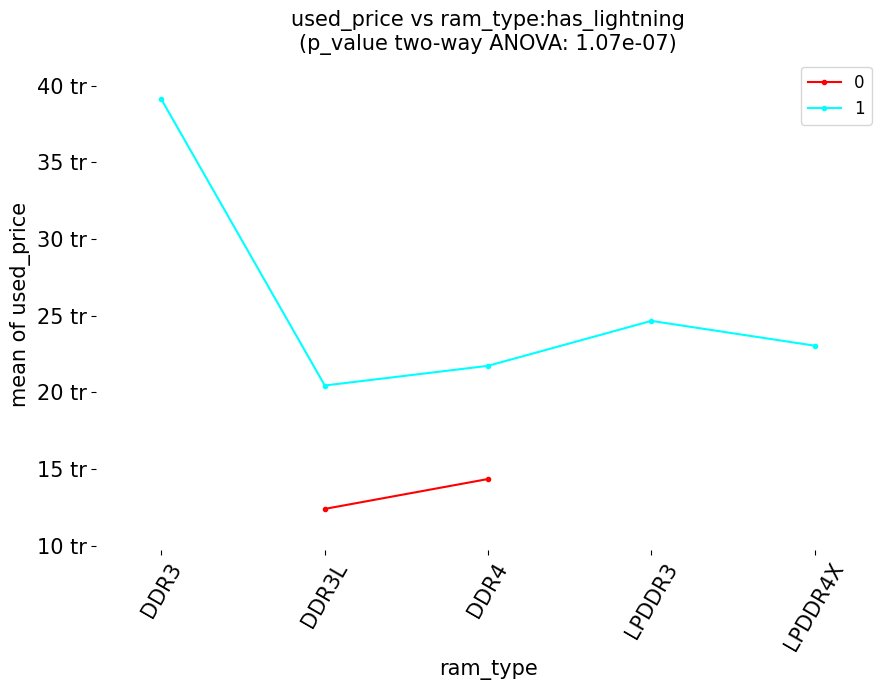 used_price vs ram_type:has_lightning
(p_value two-way ANOVA: 1.07e-07)
0
1
40 tr
35 tr
30 tr
25 tr
20 tr
15 tr
10 tr
mean of used_price
DDR3
DDR3L
DDR4
LPDDR3
LPDDR4X
ram_type